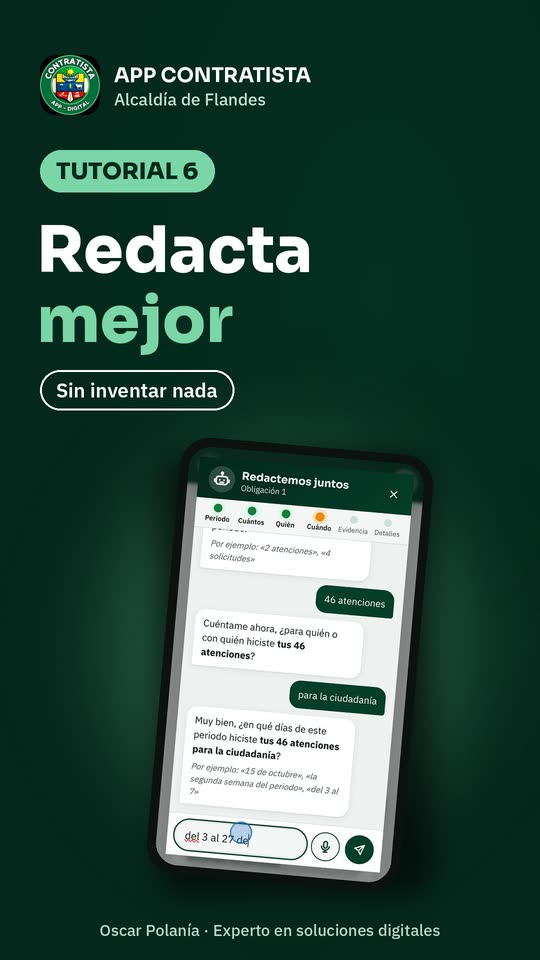 CONTRATISTA
APP - DIGITAL
APP CONTRATISTA
Alcaldía de Flandes
TUTORIAL 6
Redacta
mejor
Sin inventar nada
Redactemos juntos
Obligación 1
Periodo Cuántos Quién Cuándo Evidencia Detalles
Por ejemplo: «2 atenciones», «4
solicitudes»
46 atenciones
Cuéntame ahora, ¿para quién o
con quién hiciste tus 46
atenciones?
para la ciudadanía
Muy bien, ¿en qué días de este
periodo hiciste tus 46 atenciones
para la ciudadanía?
Por ejemplo: «15 de octubre», «la
segunda semana del periodo», «del 3 al
7»
del 3 al 27 de
Oscar Polanía · Experto en soluciones digitales